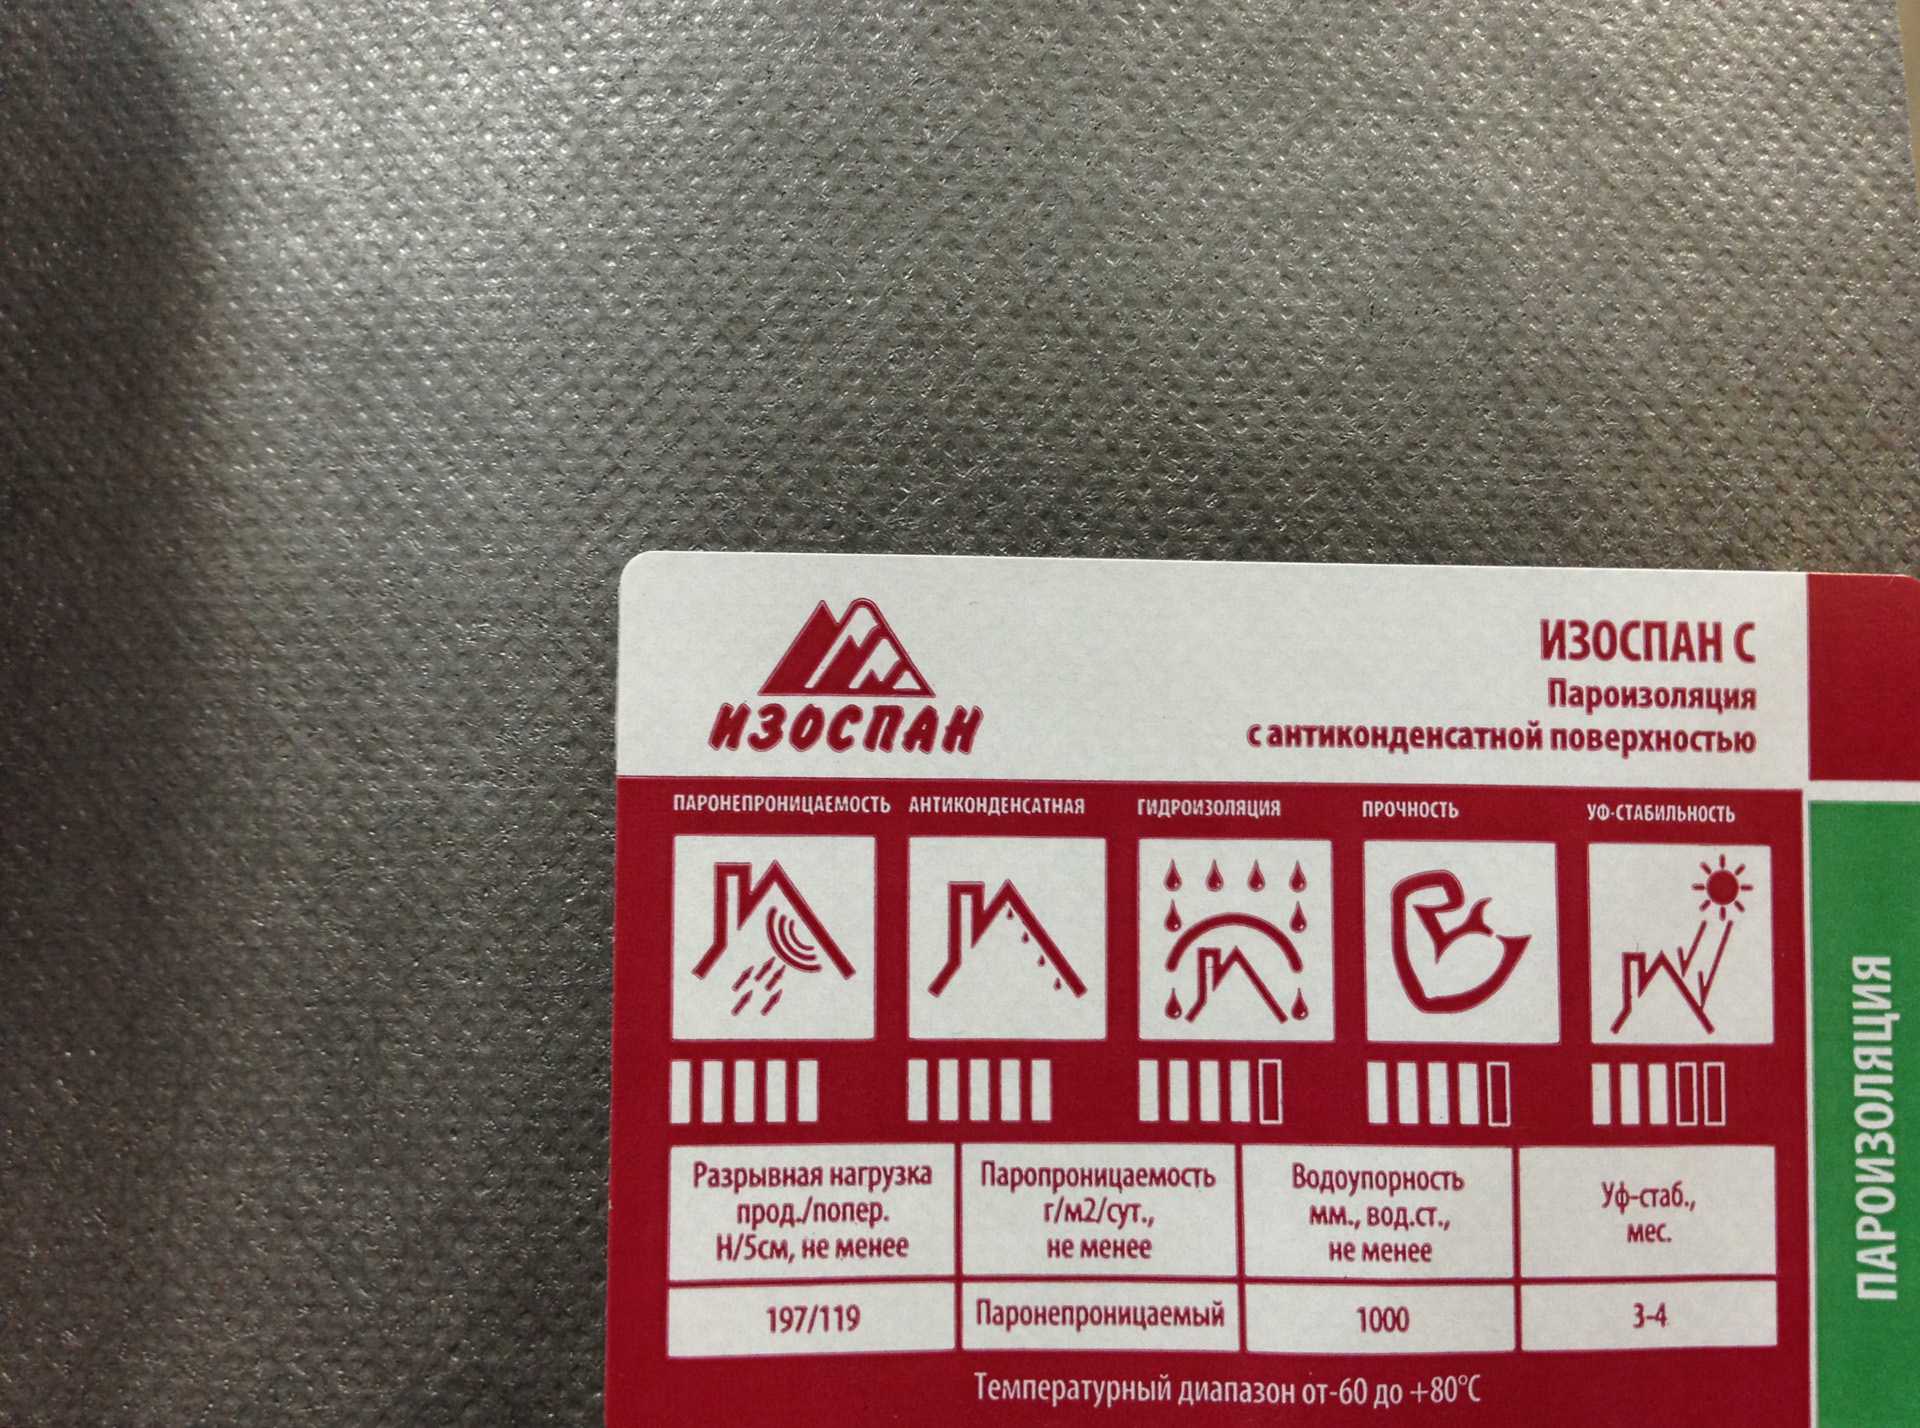 ИЗОСПАН
ИЗОСПАН С
Пароизоляция
с антиконденсатной поверхностью
ПАРОНЕПРОНИЦАЕМОСТЬ
АНТИКОНДЕНСАТНАЯ
ГИДРОИЗОЛЯЦИЯ
ПРОЧНОСТЬ
УФ-СТАБИЛЬНОСТЬ
Разрывная нагрузка
прод./попер.
Н/5см, не менее
Паропроницаемость
г/м2/сут.,
не менее
Водоупорность
мм., вод.ст.,
не менее
Уф-стаб.,
мес.
197/119
Паронепроницаемый
1000
3-4
Температурный диапазон от-60 до +80°С
ПАРОИЗОЛЯЦИЯ